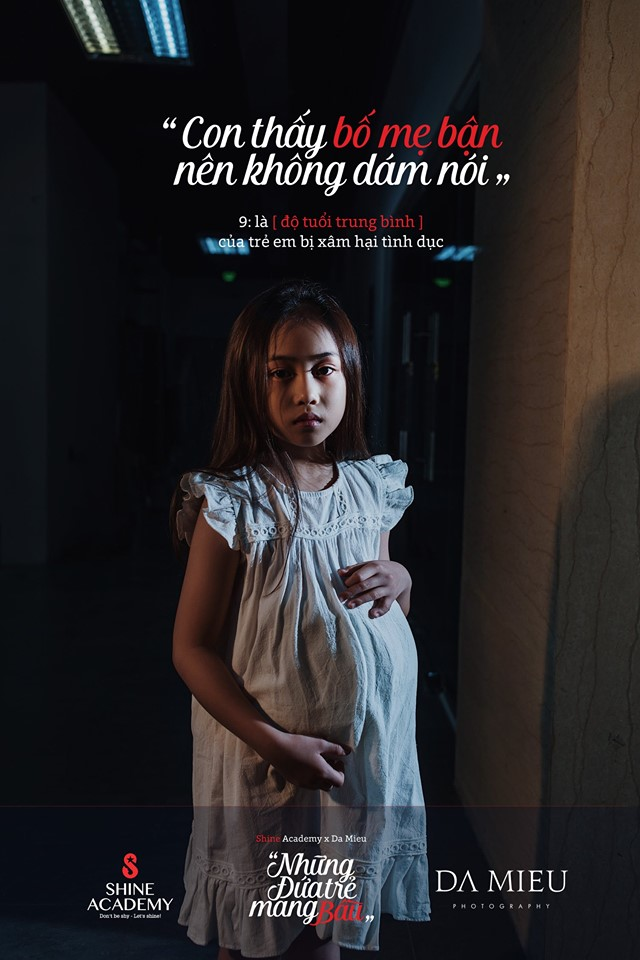 “ Con thấy bố mẹ bận
nên không dám nói ”
9: là [ độ tuổi trung bình ]
của trẻ em bị xâm hại tình dục
Shine Academy x Da Mieu
“Những
Đứa trẻ
mang Bầu”
S
SHINE
ACADEMY
Don't be shy - Let's shine!
DA MIEU
PHOTOGRAPHY